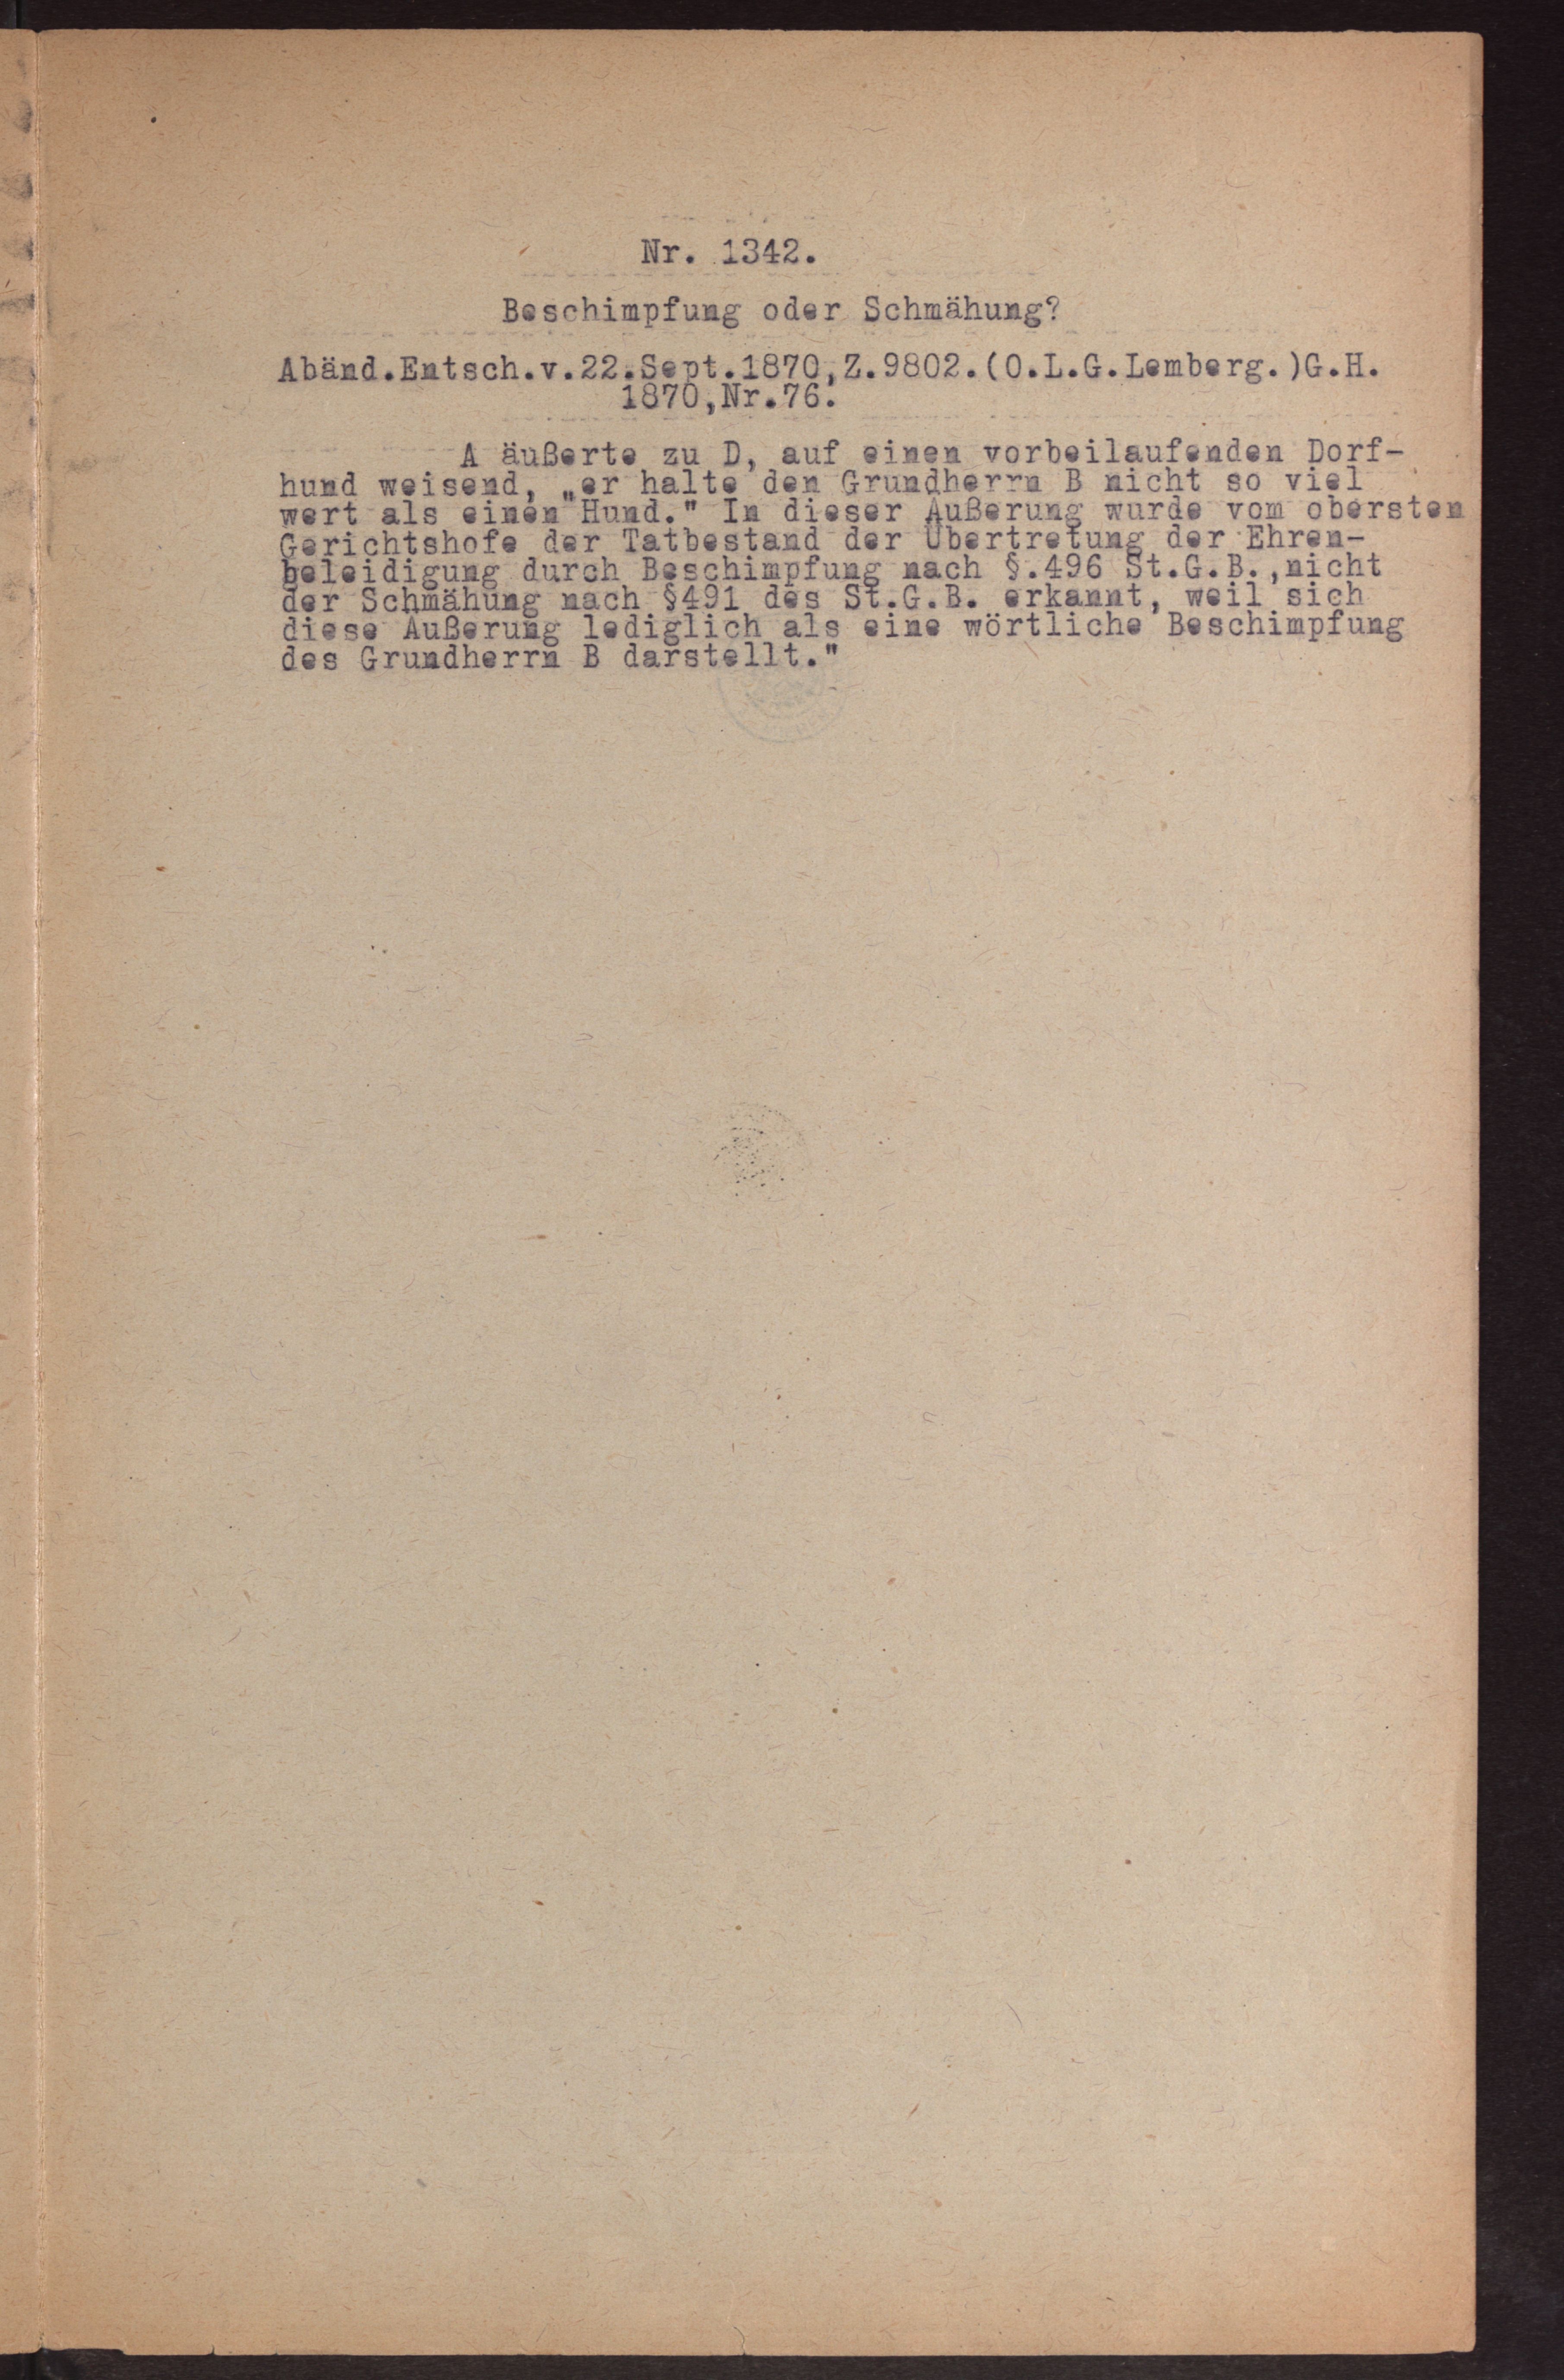 Nr. 1342.
Beschimpfung oder Schmähung?
Abänd.Entsch.v.22.Sept.1870,Z.9802.(O.L.G.Lemberg.)G.H.
1870,Nr.76.
A äußerte zu D, auf einen vorbeilaufenden Dorf-
hund weisend, „er halte den Grundherrn B nicht so viel
wert als einen Hund." In dieser Äußerung wurde vom obersten
Gerichtshofe der Tatbestand der Übertretung der Ehren-
beleidigung durch Beschimpfung nach §.496 St.G.B.,nicht
der Schmähung nach §491 des St.G.B. erkannt, weil sich
diese Äußerung lediglich als eine wörtliche Beschimpfung
des Grundherrn B darstellt."